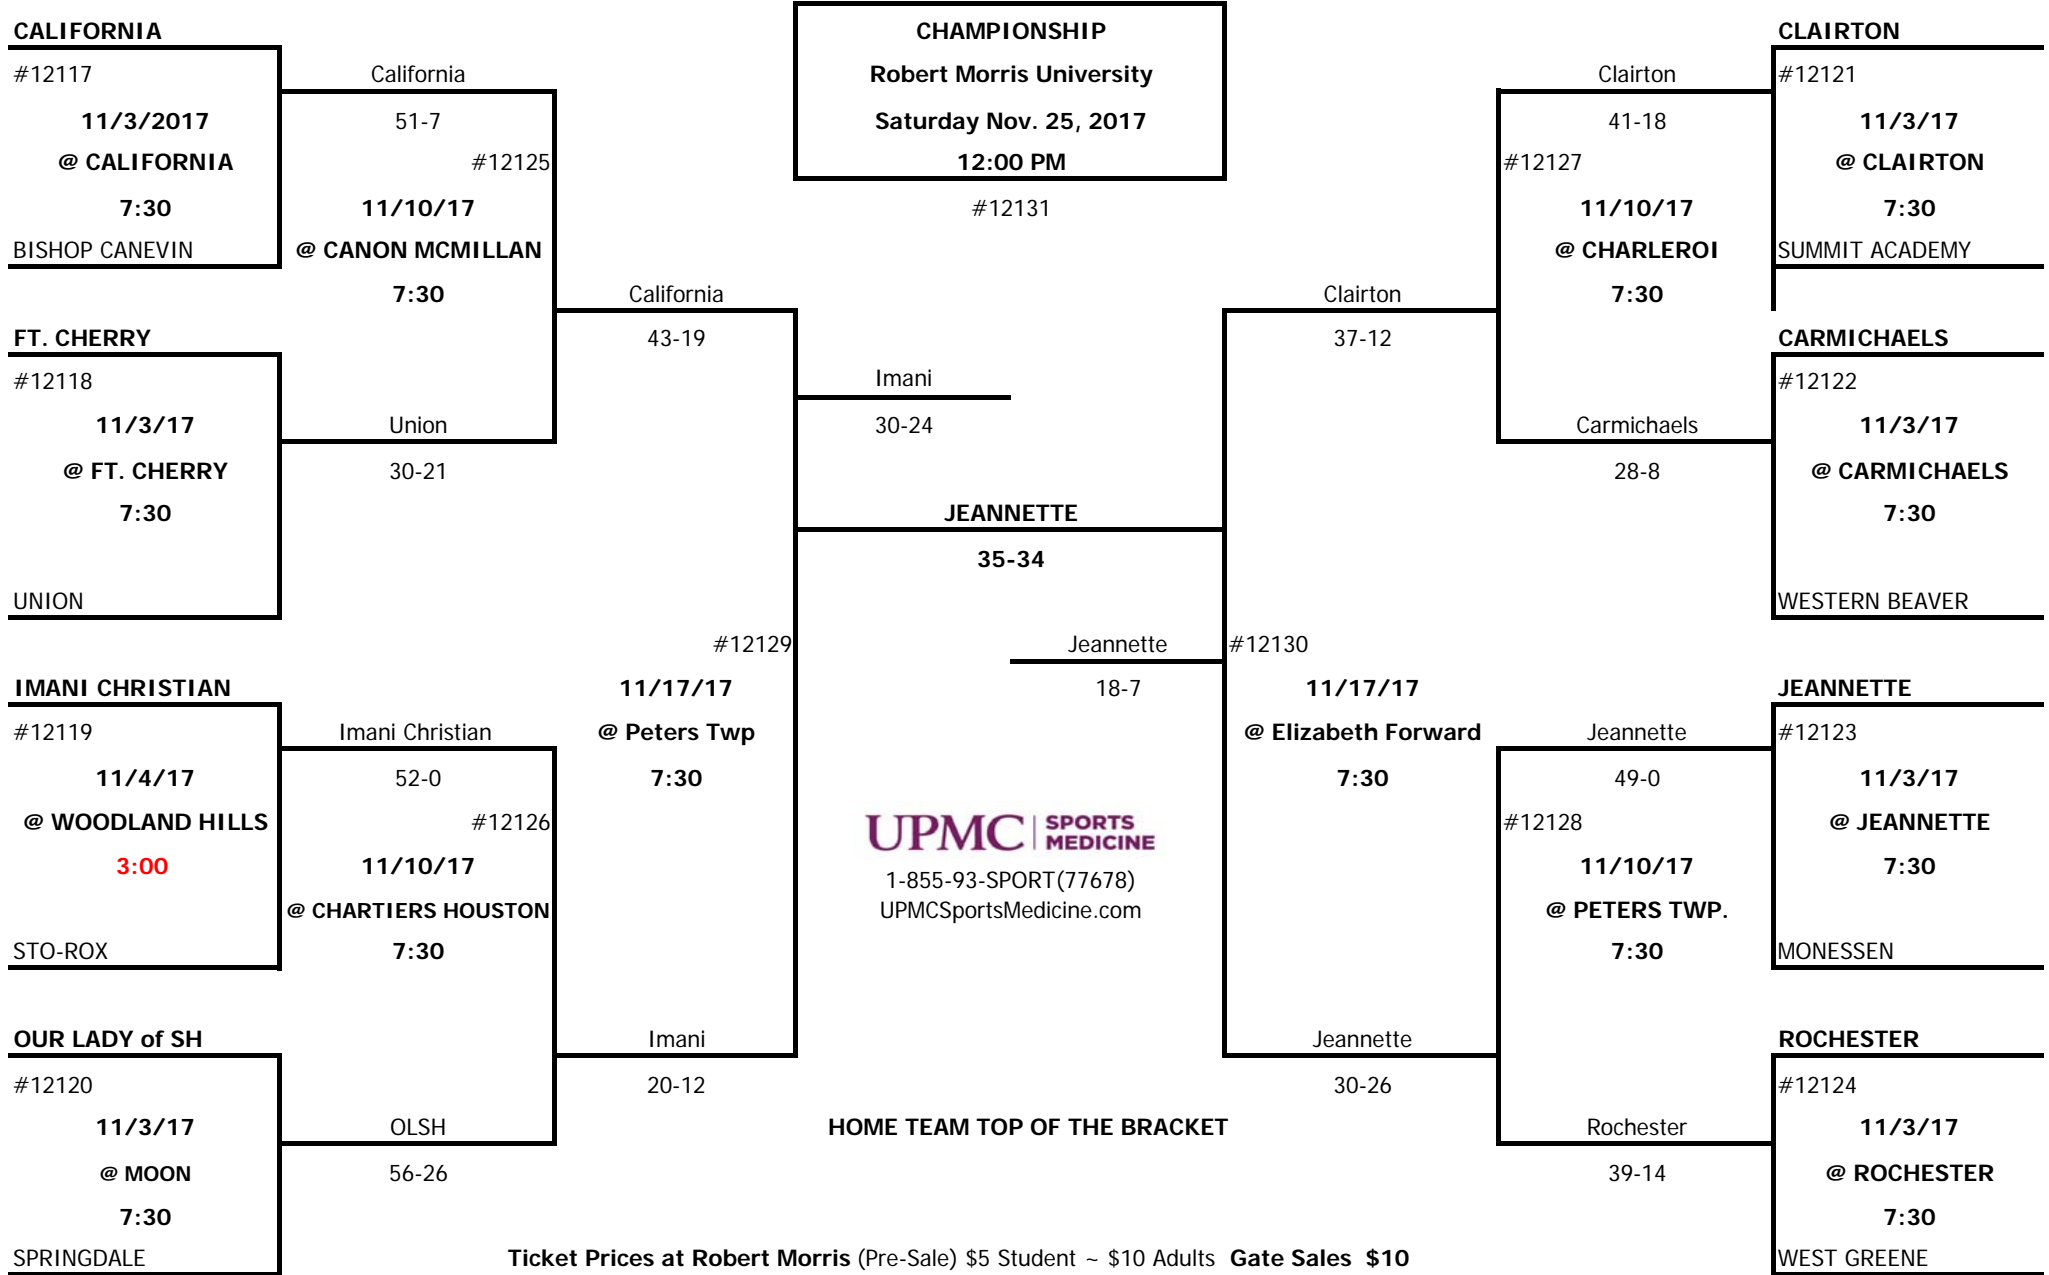 CALIFORNIA
#12117
11/3/2017
@ CALIFORNIA
7:30
BISHOP CANEVIN
FT. CHERRY
#12118
11/3/17
@ FT. CHERRY
7:30
UNION
IMANI CHRISTIAN
#12119
11/4/17
@ WOODLAND HILLS
3:00
STO-ROX
OUR LADY of SH
#12120
11/3/17
@ MOON
7:30
SPRINGDALE
California
51-7
#12125
11/10/17
@ CANON MCMILLAN
7:30
Union
30-21
Imani Christian
52-0
#12126
11/10/17
@ CHARTIERS HOUSTON
7:30
OLSH
56-26
California
43-19
#12129
11/17/17
@ Peters Twp
7:30
Imani
20-12
CHAMPIONSHIP
Robert Morris University
Saturday Nov. 25, 2017
12:00 PM
#12131
Imani
30-24
JEANNETTE
35-34
Jeannette
18-7
UPMC SPORTS MEDICINE
1-855-93-SPORT(77678)
UPMCSportsMedicine.com
HOME TEAM TOP OF THE BRACKET
Ticket Prices at Robert Morris (Pre-Sale) $5 Student ~ $10 Adults Gate Sales $10
Clairton
37-12
#12130
11/17/17
@ Elizabeth Forward
7:30
Jeannette
30-26
Clairton
41-18
#12127
11/10/17
@ CHARLEROI
7:30
Carmichaels
28-8
Jeannette
49-0
#12128
11/10/17
@ PETERS TWP.
7:30
Rochester
39-14
CLAIRTON
#12121
11/3/17
@ CLAIRTON
7:30
SUMMIT ACADEMY
CARMICHAELS
#12122
11/3/17
@ CARMICHAELS
7:30
WESTERN BEAVER
JEANNETTE
#12123
11/3/17
@ JEANNETTE
7:30
MONESSEN
ROCHESTER
#12124
11/3/17
@ ROCHESTER
7:30
WEST GREENE